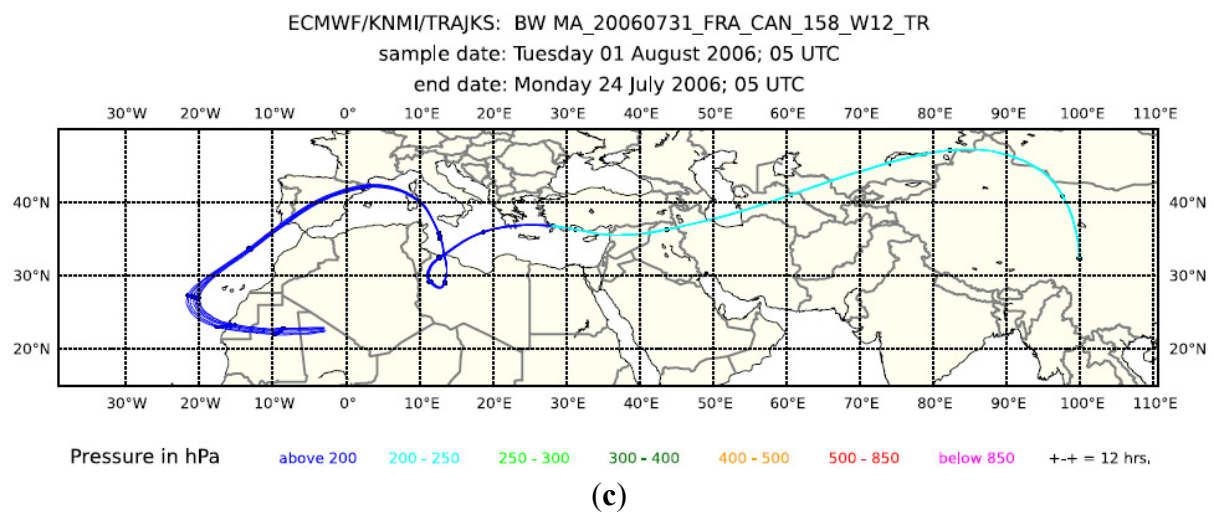 ECMWF/KNMI/TRAJKS: BW MA_20060731_FRA_CAN_158_W12_TR
sample date: Tuesday 01 August 2006; 05 UTC
end date: Monday 24 July 2006; 05 UTC
30°W 20°W 10°W 0° 10°E 20°E 30°E 40°E 50°E 60°E 70°E 80°E 90°E 100°E 110°E
40°N 40°N
30°N 30°N
20°N 20°N
30°W 20°W 10°W 0° 10°E 20°E 30°E 40°E 50°E 60°E 70°E 80°E 90°E 100°E 110°E
Pressure in hPa above 200 200 - 250 250 - 300 300 - 400 400 - 500 500 - 850 below 850 +-+ = 12 hrs,
(c)